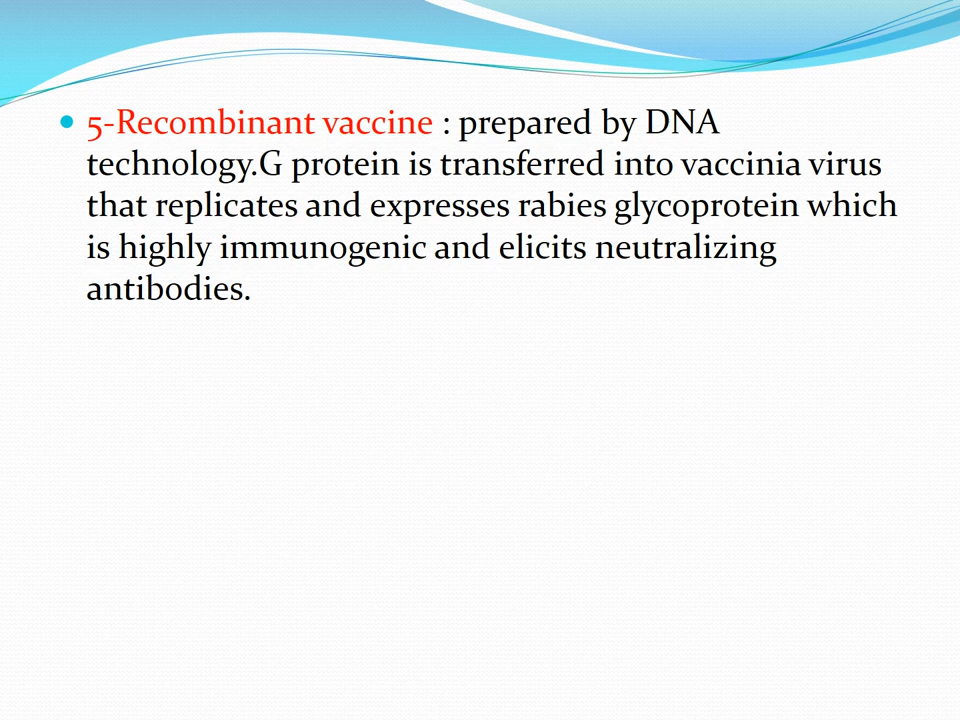 5-Recombinant vaccine : prepared by DNA
technology.G protein is transferred into vaccinia virus
that replicates and expresses rabies glycoprotein which
is highly immunogenic and elicits neutralizing
antibodies.